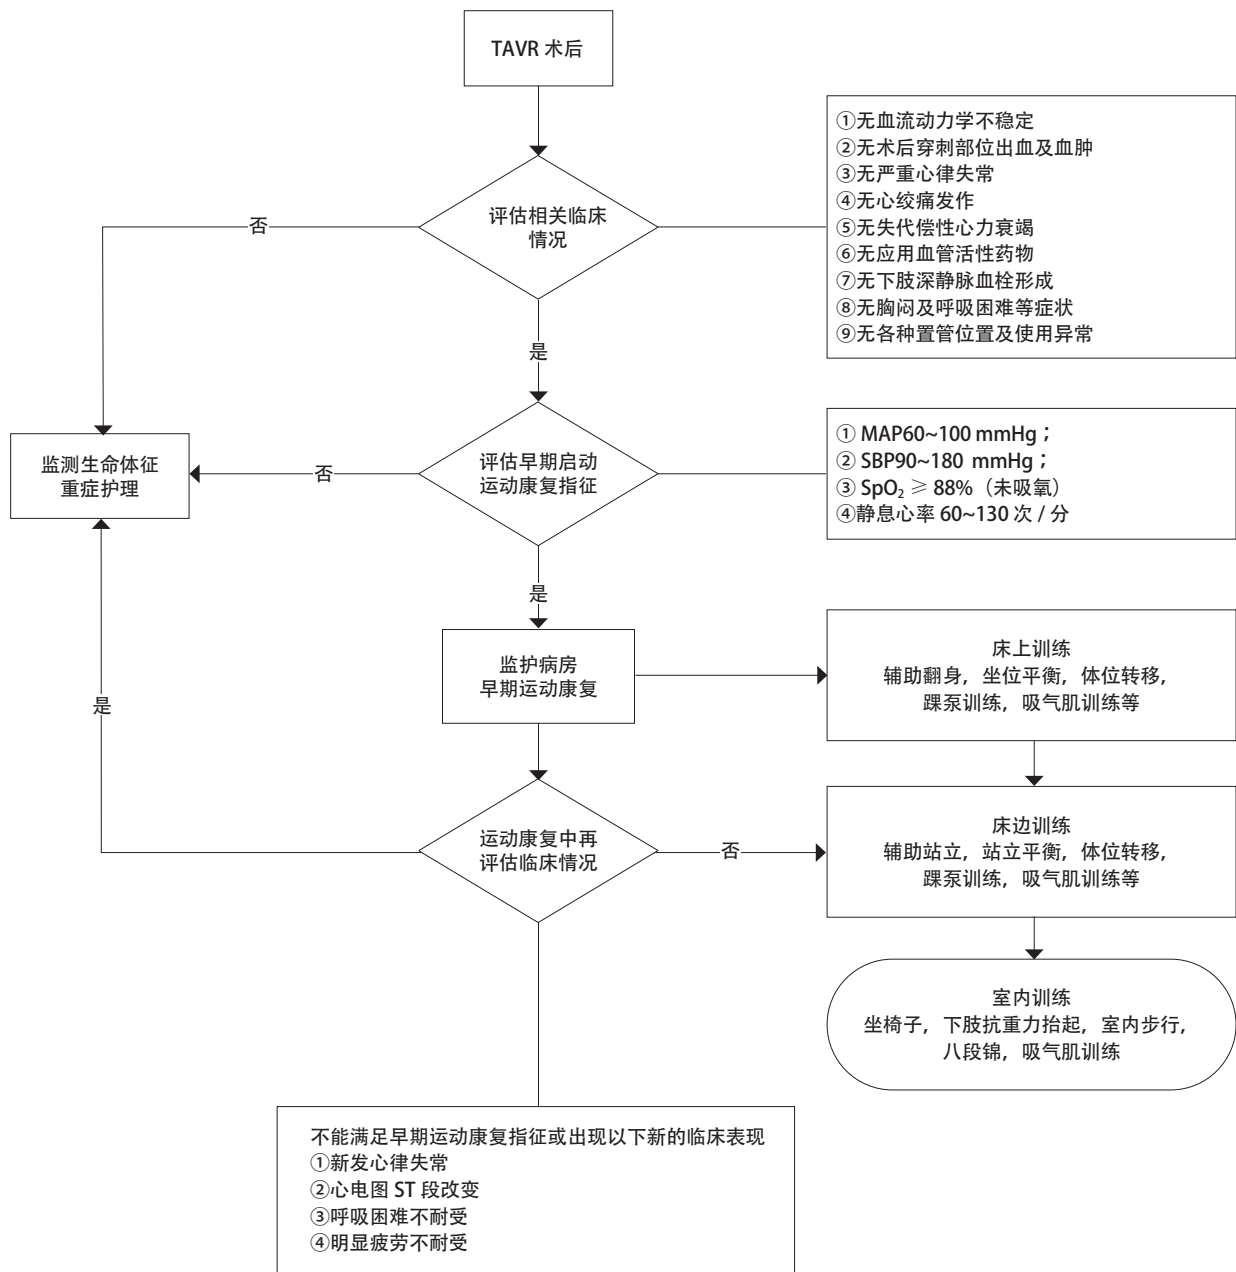 TAVR 术后
①无血流动力学不稳定
②无术后穿刺部位出血及血肿
③无严重心律失常
④无心绞痛发作
⑤无失代偿性心力衰竭
⑥无应用血管活性药物
⑦无下肢深静脉血栓形成
⑧无胸闷及呼吸困难等症状
⑨无各种置管位置及使用异常
评估相关临床
情况
否
是
监测生命体征
重症护理
否
评估早期启动
运动康复指征
① MAP60~100 mmHg；
② SBP90~180 mmHg；
③ SpO₂ ≥ 88%（未吸氧）
④静息心率 60~130 次 / 分
是
监护病房
早期运动康复
床上训练
辅助翻身，坐位平衡，体位转移，
踝泵训练，吸气肌训练等
是
运动康复中再
评估临床情况
否
床边训练
辅助站立，站立平衡，体位转移，
踝泵训练，吸气肌训练等
室内训练
坐椅子，下肢抗重力抬起，室内步行，
八段锦，吸气肌训练
不能满足早期运动康复指征或出现以下新的临床表现
①新发心律失常
②心电图 ST 段改变
③呼吸困难不耐受
④明显疲劳不耐受